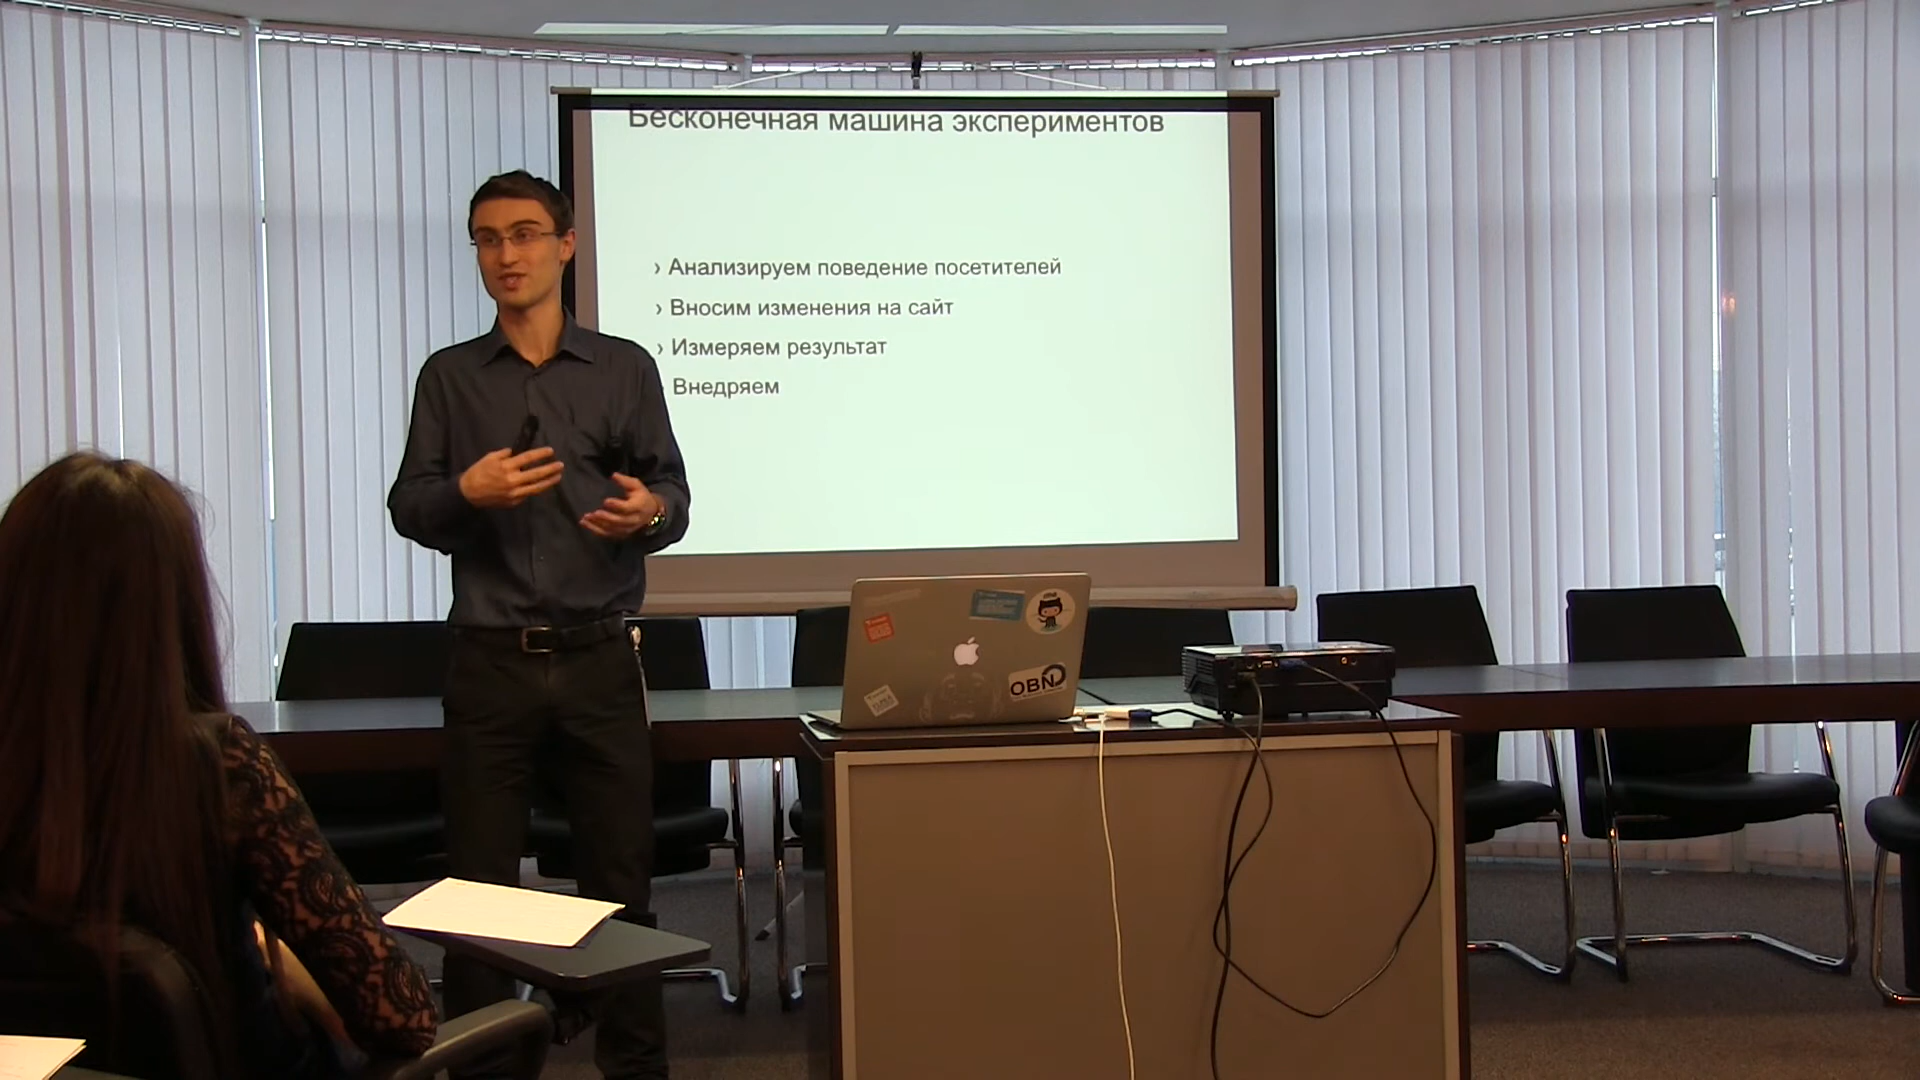 Бесконечная машина экспериментов
› Анализируем поведение посетителей
› Вносим изменения на сайт
› Измеряем результат
Внедряем
OBN